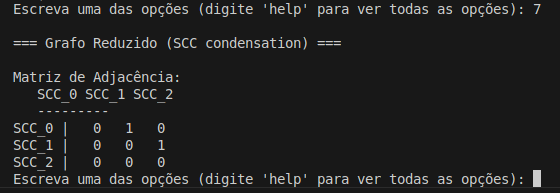 Escreva uma das opções (digite 'help' para ver todas as opções): 7
=== Grafo Reduzido (SCC condensation) ===
Matriz de Adjacência:
   SCC_0 SCC_1 SCC_2
   ---------
SCC_0 |   0   1   0
SCC_1 |   0   0   1
SCC_2 |   0   0   0
Escreva uma das opções (digite 'help' para ver todas as opções):